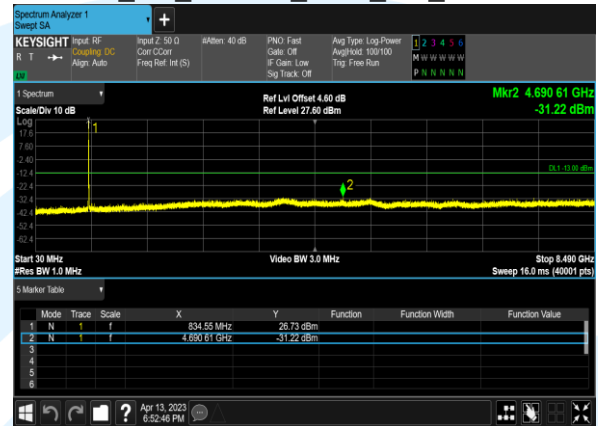 Spectrum Analyzer 1
Swept SA
+
KEYSIGHT Input: RF Input Z: 50 Ω #Atten: 40 dB PNO: Fast Avg Type: Log-Power 1 2 3 4 5 6
R T Coupling: DC Corr CCorr Gate: Off Avg|Hold: 100/100 M W W W W W
Align: Auto Freq Ref: Int (S) IF Gain: Low Trig: Free Run P N N N N N
Sig Track: Off
1 Spectrum Ref Lvl Offset 4.60 dB Mkr2 4.690 61 GHz
Scale/Div 10 dB Ref Level 27.60 dBm -31.22 dBm
Log
17.6
7.60
-2.40
-12.4
-22.4
-32.4
-42.4
-52.4
-62.4
1
DL1 -13.00 dBm
2
Start 30 MHz Video BW 3.0 MHz Stop 8.490 GHz
#Res BW 1.0 MHz Sweep 16.0 ms (40001 pts)
5 Marker Table
Mode Trace Scale X Y Function Function Width Function Value
1 N 1 f 834.55 MHz 26.73 dBm
2 N 1 f 4.690 61 GHz -31.22 dBm
3
4
5
6
? Apr 13, 2023
6:52:46 PM